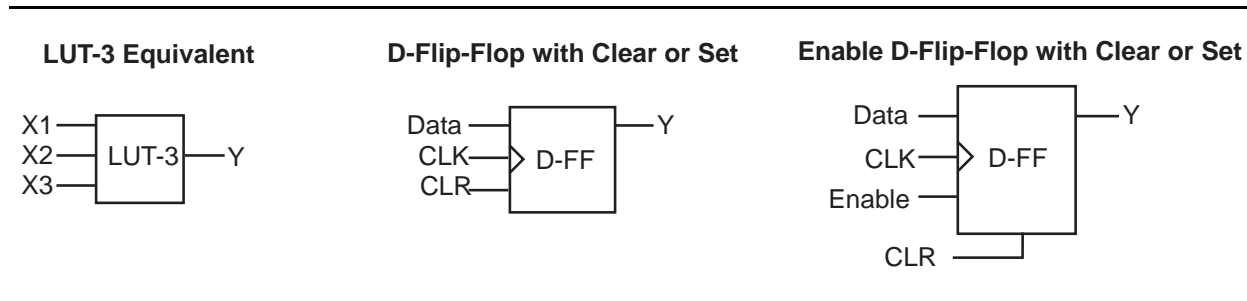 LUT-3 Equivalent
X1
X2
X3
LUT-3
Y
D-Flip-Flop with Clear or Set
Data
CLK
CLR
D-FF
Y
Enable D-Flip-Flop with Clear or Set
Data
CLK
Enable
CLR
D-FF
Y